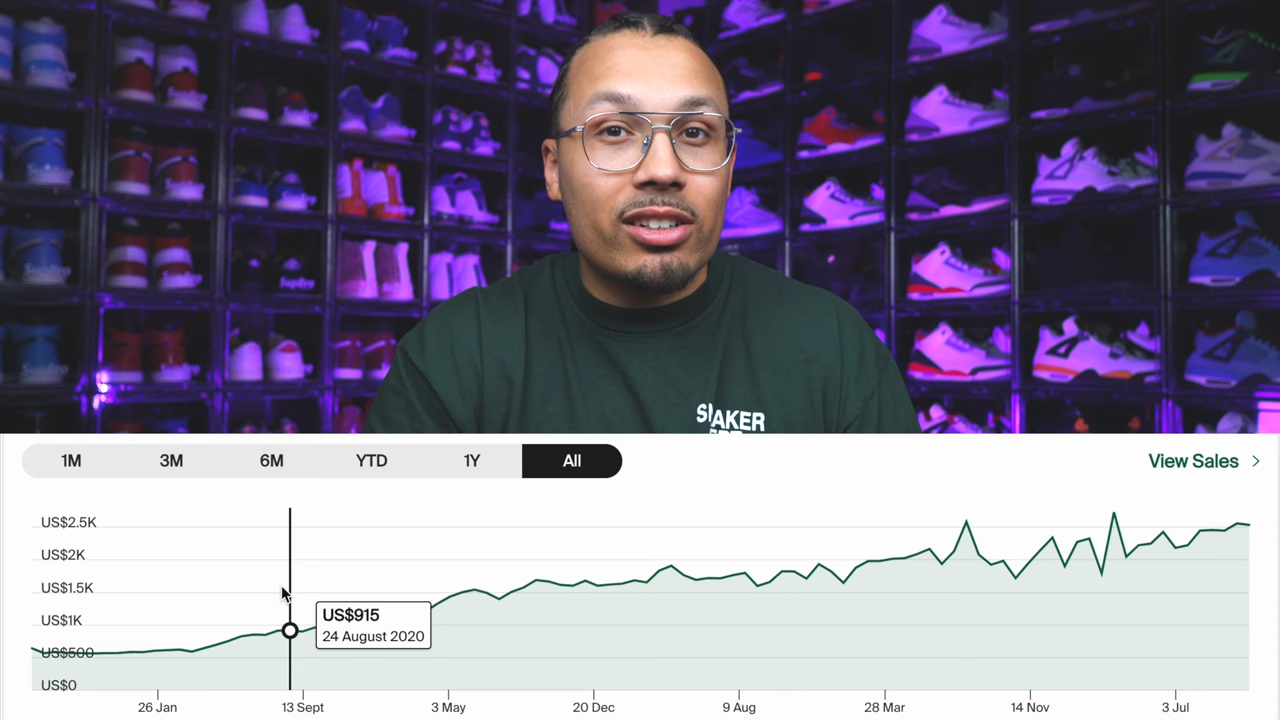 SNAKER
1M 3M 6M YTD 1Y All View Sales
US$2.5K
US$2K
US$1.5K
US$1K
US$500
US$0
US$915
24 August 2020
26 Jan 13 Sept 3 May 20 Dec 9 Aug 28 Mar 14 Nov 3 Jul